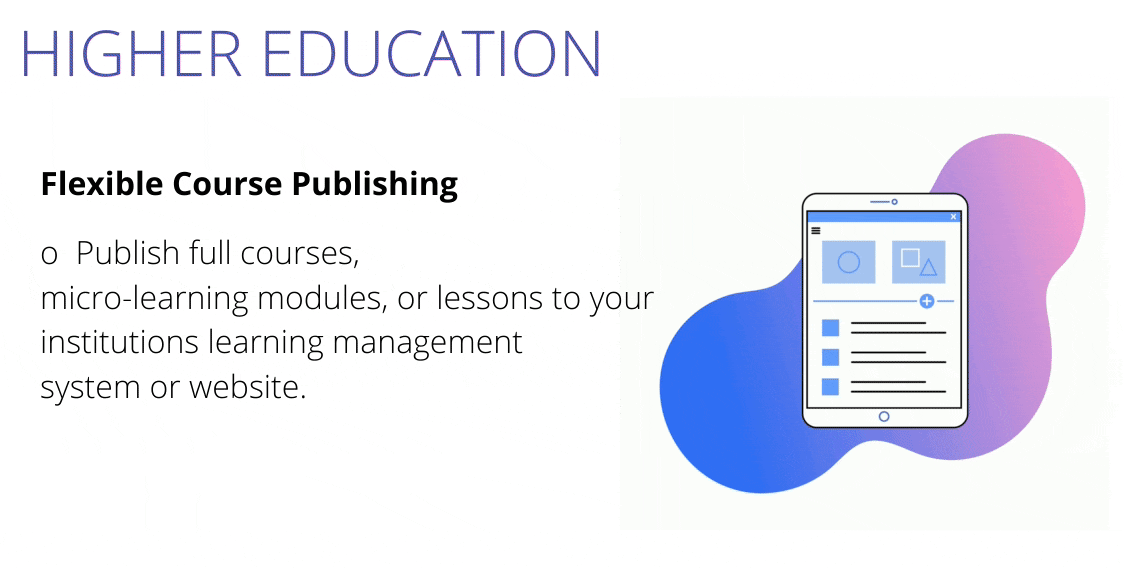 HIGHER EDUCATION
Flexible Course Publishing
o Publish full courses,
micro-learning modules, or lessons to your
institutions learning management
system or website.